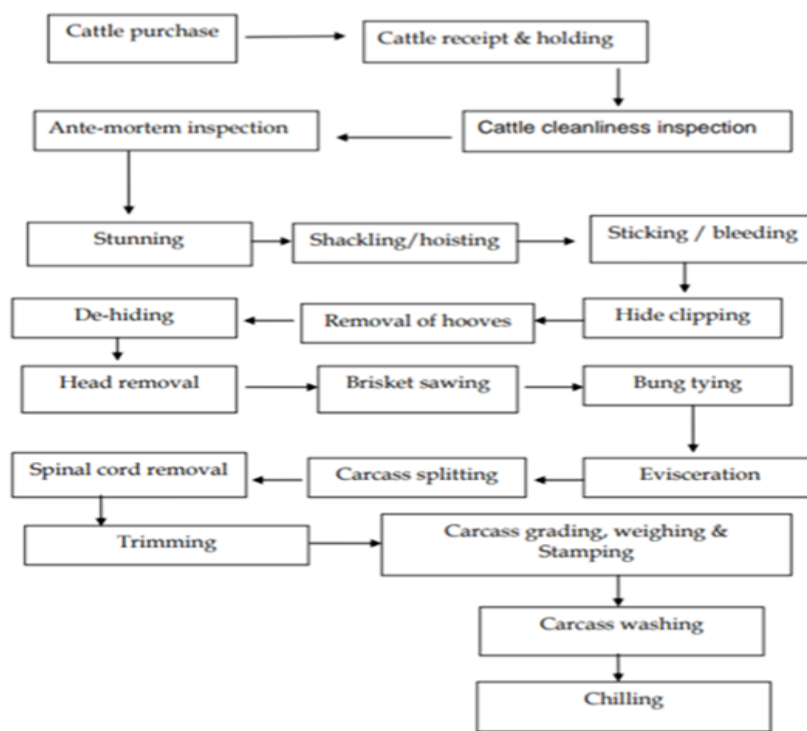 Cattle purchase
Cattle receipt & holding
Ante-mortem inspection
Cattle cleanliness inspection
Stunning
Shackling/hoisting
Sticking / bleeding
De-hiding
Removal of hooves
Hide clipping
Head removal
Brisket sawing
Bung tying
Spinal cord removal
Carcass splitting
Evisceration
Trimming
Carcass grading, weighing &
Stamping
Carcass washing
Chilling